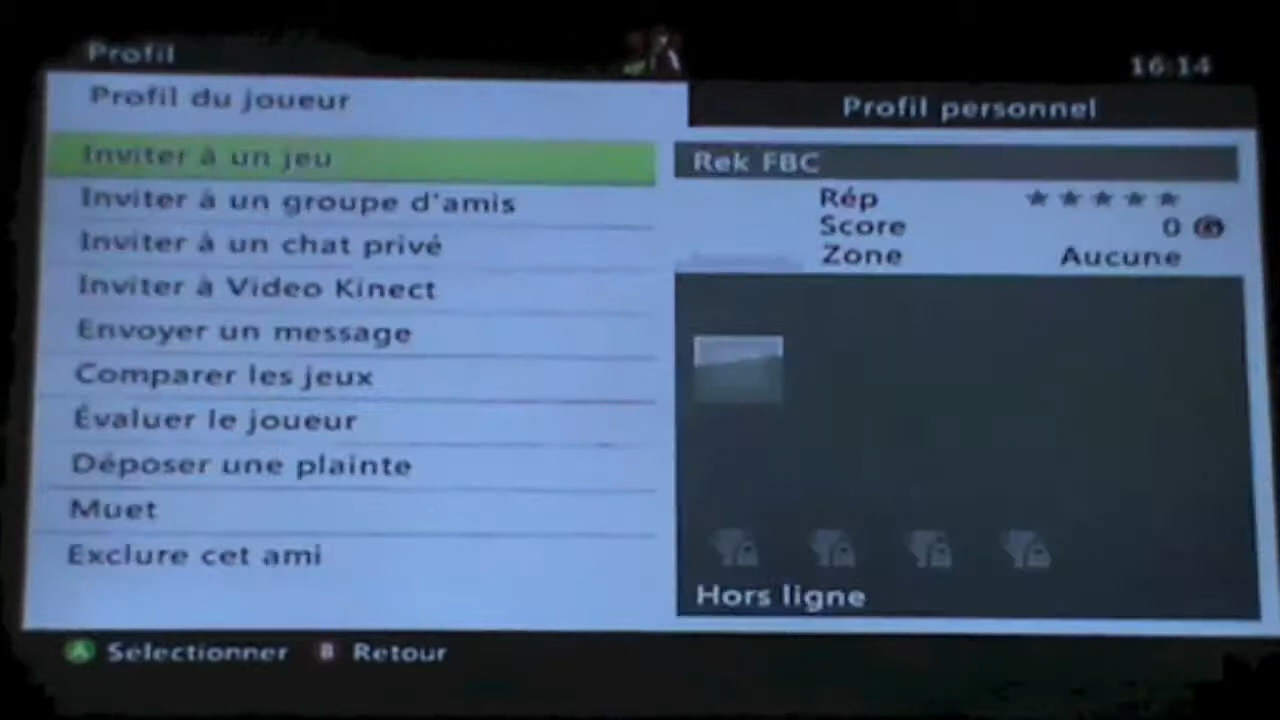 Profil
16:14
Profil du joueur
Profil personnel
Inviter à un jeu
Inviter à un groupe d'amis
Inviter à un chat privé
Inviter à Video Kinect
Envoyer un message
Comparer les jeux
Évaluer le joueur
Déposer une plainte
Muet
Exclure cet ami
Rek FBC
Rép
Score 0 G
Zone Aucune
Hors ligne
A Sélectionner B Retour